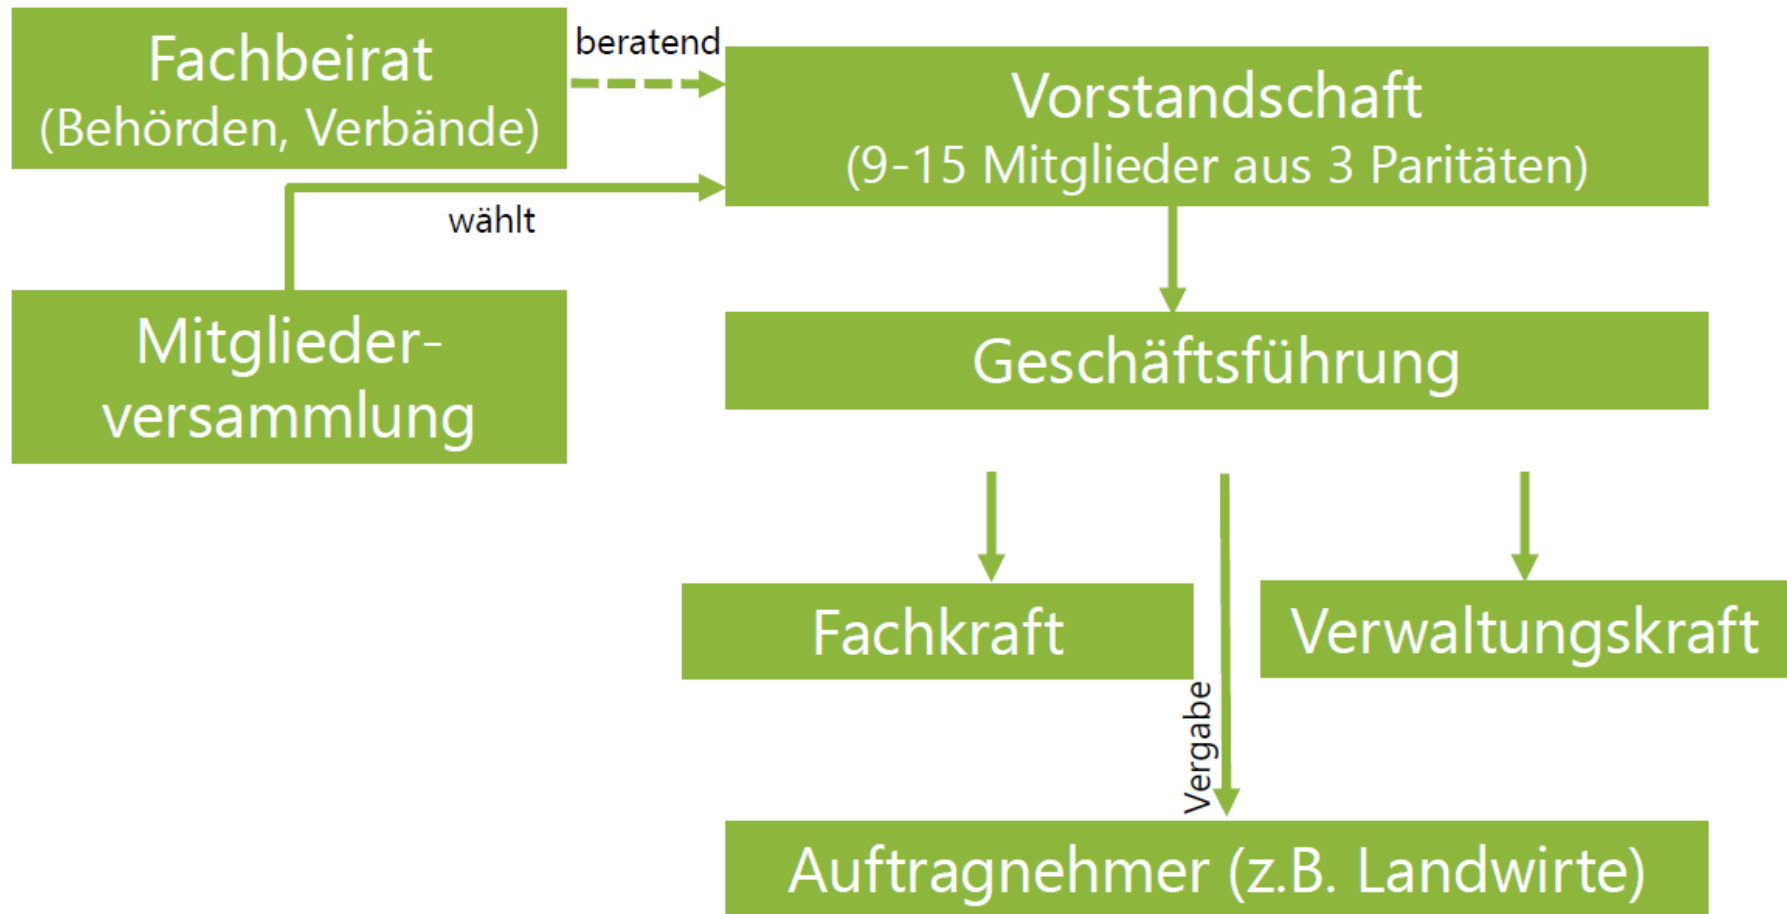 Fachbeirat
(Behörden, Verbände)
beratend
Vorstandschaft
(9-15 Mitglieder aus 3 Paritäten)
wählt
Mitglieder-
versammlung
Geschäftsführung
Fachkraft
Verwaltungskraft
Vergabe
Auftragnehmer (z.B. Landwirte)